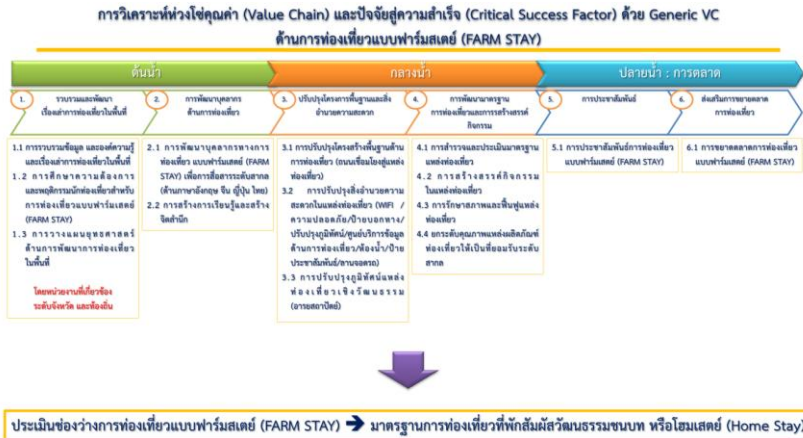 การวิเคราะห์ห่วงโซ่คุณค่า (Value Chain) และปัจจัยสู่ความสำเร็จ (Critical Success Factor) ด้วย Generic VC
ด้านการท่องเที่ยวแบบฟาร์มสเตย์ (FARM STAY)
ต้นน้ำ
กลางน้ำ
ปลายน้ำ : การตลาด
1.
รวบรวมและพัฒนา
เรื่องเล่าการท่องเที่ยวในพื้นที่
2.
การพัฒนาบุคลากร
ด้านการท่องเที่ยว
3.
ปรับปรุงโครงการพื้นฐานและสิ่ง
อำนวยความสะดวก
4.
การพัฒนามาตรฐาน
การท่องเที่ยวและการสร้างสรรค์
กิจกรรม
5.
การประชาสัมพันธ์
6.
ส่งเสริมการขยายตลาด
การท่องเที่ยว
1.1 การรวบรวมข้อมูล และองค์ความรู้
และเรื่องเล่าการท่องเที่ยวในพื้นที่
1.2 การศึกษาความต้องการ
และพฤติกรรมนักท่องเที่ยวสำหรับ
การท่องเที่ยวแบบฟาร์มสเตย์
(FARM STAY)
1.3 การวางแผนยุทธศาสตร์
ด้านการพัฒนาการท่องเที่ยว
ในพื้นที่
โดยหน่วยงานที่เกี่ยวข้อง
ระดับจังหวัด และท้องถิ่น
2.1 การพัฒนาบุคลากรทางการ
ท่องเที่ยว แบบฟาร์มสเตย์ (FARM
STAY) เพื่อการสื่อสารระดับสากล
(ด้านภาษาอังกฤษ จีน ญี่ปุ่น ไทย)
2.2 การสร้างการเรียนรู้และสร้าง
จิตสำนึก
3.1 การปรับปรุงโครงสร้างพื้นฐานด้าน
การท่องเที่ยว (ถนนเชื่อมโยงสู่แหล่ง
ท่องเที่ยว)
3.2 การปรับปรุงสิ่งอำนวยความ
สะดวกในแหล่งท่องเที่ยว (WIFI /
ความปลอดภัย/ป้ายบอกทาง/
ปรับปรุงภูมิทัศน์/ศูนย์บริการข้อมูล
ด้านการท่องเที่ยว/ห้องน้ำ/ป้าย
ประชาสัมพันธ์/ลานจอดรถ)
3.3 การปรับปรุงภูมิทัศน์แหล่ง
ท่องเที่ยวเชิงวัฒนธรรม
(อารยสถาปัตย์)
4.1 การสำรวจและประเมินมาตรฐาน
แหล่งท่องเที่ยว
4.2 การสร้างสรรค์กิจกรรม
ในแหล่งท่องเที่ยว
4.3 การรักษาสภาพและฟื้นฟูแหล่ง
ท่องเที่ยว
4.4 ยกระดับคุณภาพแหล่งผลิตภัณฑ์
ท่องเที่ยวให้เป็นที่ยอมรับระดับ
สากล
5.1 การประชาสัมพันธ์การท่องเที่ยว
แบบฟาร์มสเตย์ (FARM STAY)
6.1 การขยายตลาดการท่องเที่ยว
แบบฟาร์มสเตย์ (FARM STAY)
ประเมินช่องว่างการท่องเที่ยวแบบฟาร์มสเตย์ (FARM STAY) ➔ มาตรฐานการท่องเที่ยวที่พักสัมผัสวัฒนธรรมชนบท หรือโฮมเสตย์ (Home Stay)